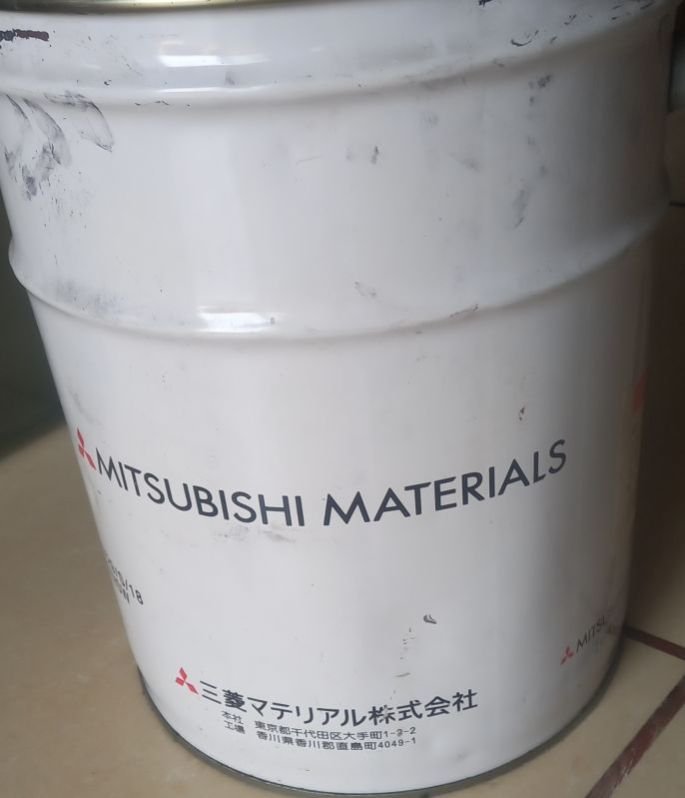 MITSUBISHI MATERIALS
/18
三菱マテリアル株式会社
本社 東京都千代田区大手町1-3-2
工場 香川県香川郡直島町4049-1